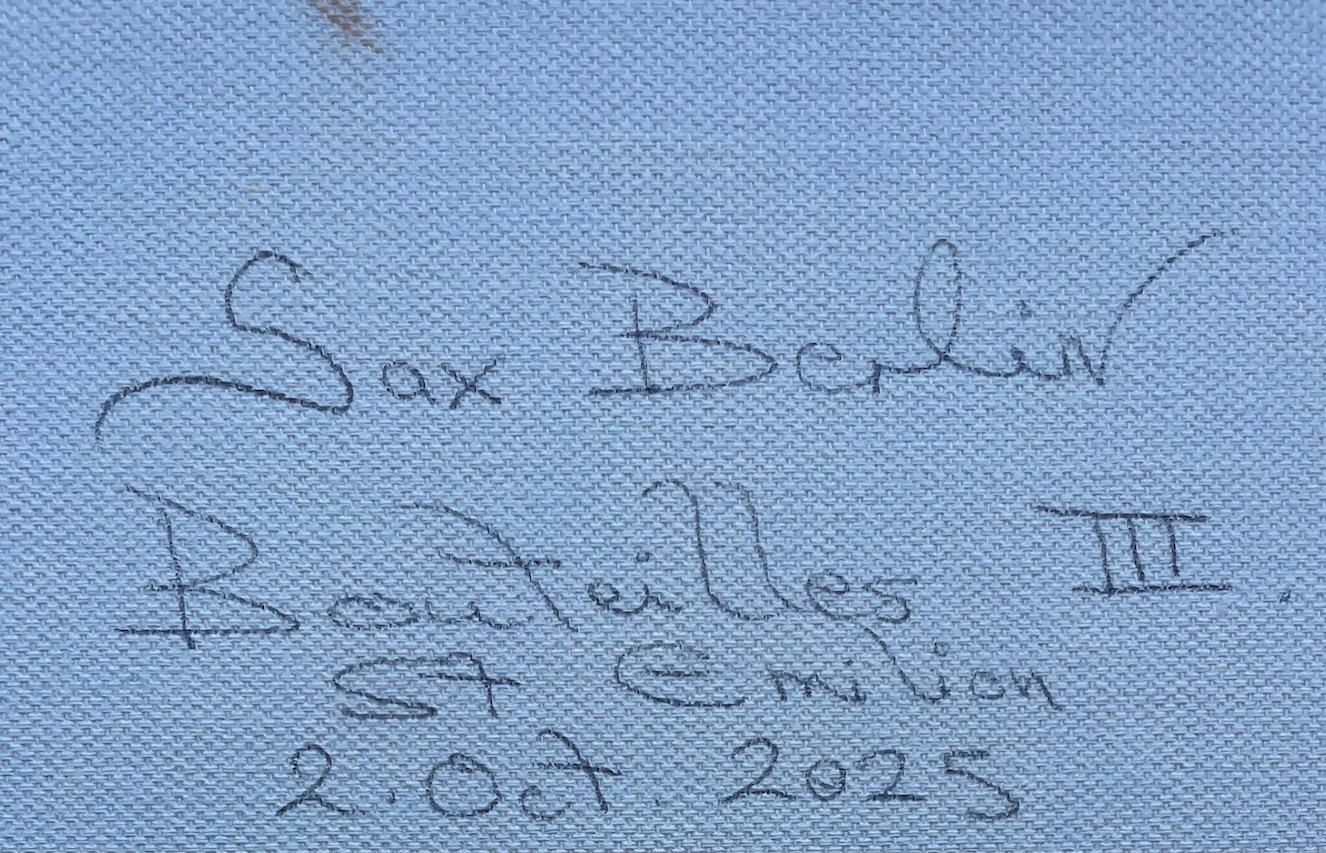 Sax Berlin
Bouteilles III.
St Emilion
2. Oct. 2025